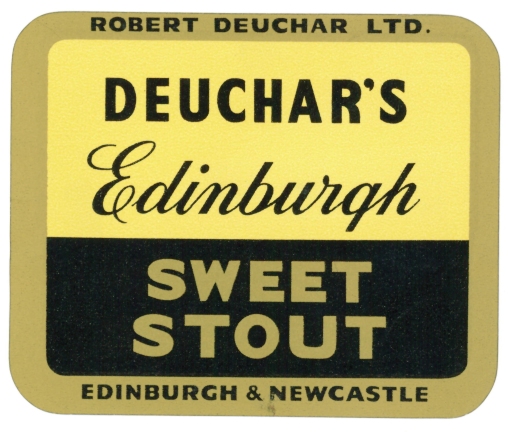 ROBERT DEUCHAR LTD.
DEUCHAR'S
Edinburgh
SWEET
STOUT
EDINBURGH & NEWCASTLE